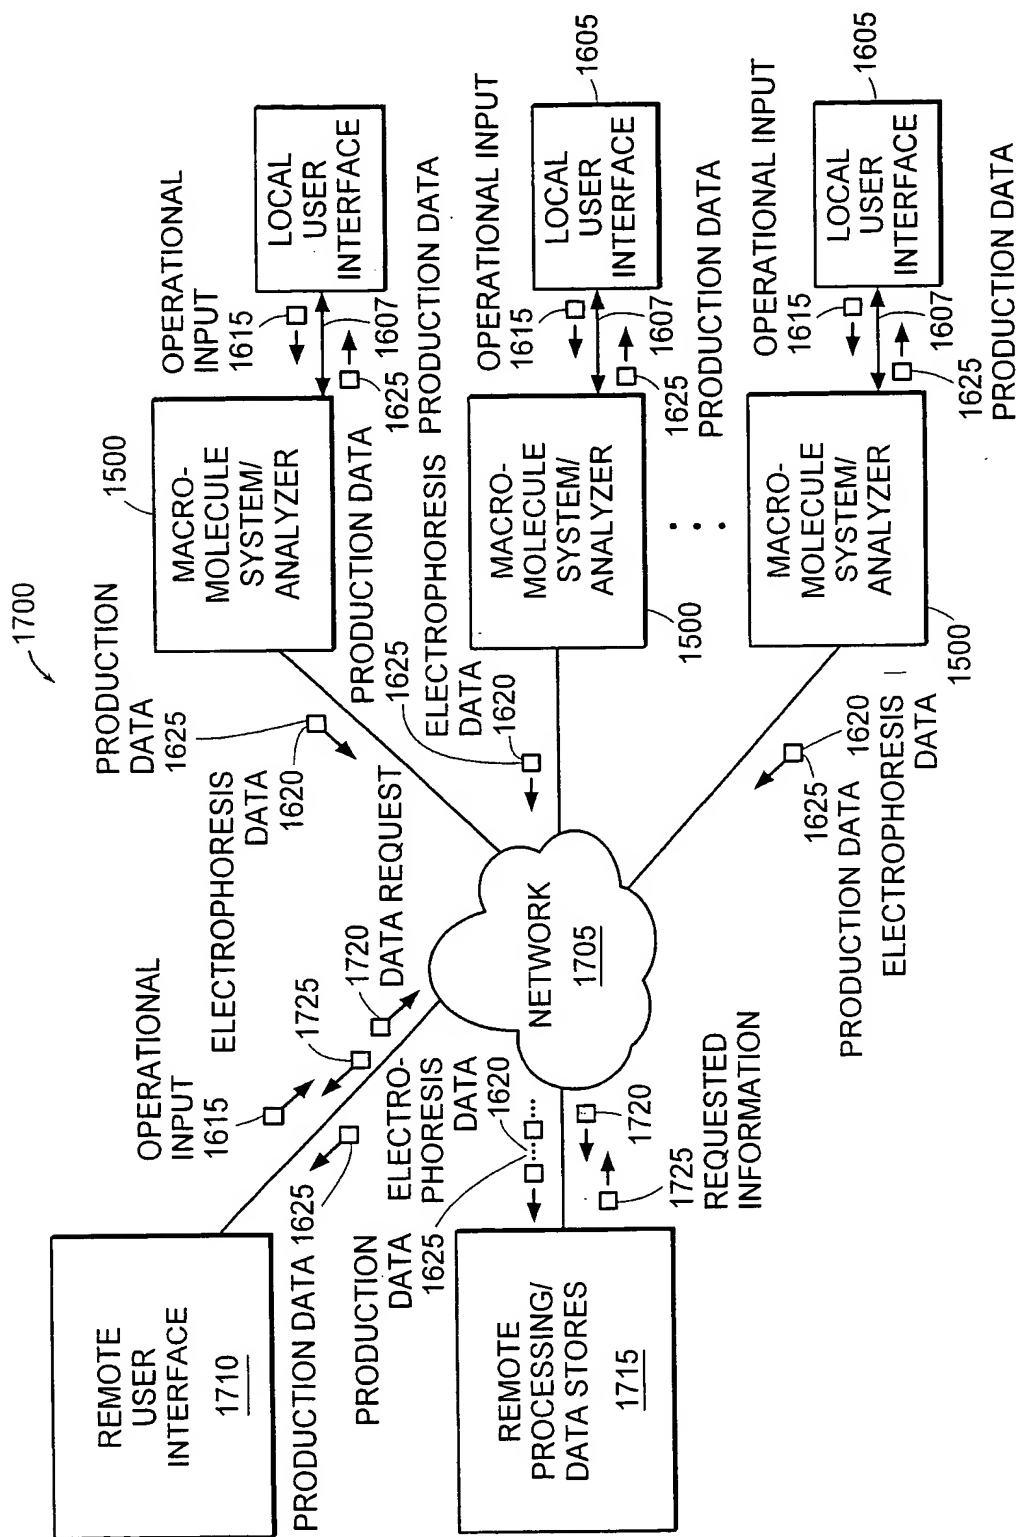 1700
REMOTE
USER
INTERFACE
1710
OPERATIONAL
INPUT
1615
PRODUCTION DATA 1625
1725
1720
DATA REQUEST
PRODUCTION
DATA
1625
ELECTROPHORESIS
DATA
1620
1500
MACRO-
MOLECULE
SYSTEM/
ANALYZER
OPERATIONAL
INPUT
1615
1607
1625
PRODUCTION DATA
LOCAL
USER
INTERFACE
REMOTE
PROCESSING/
DATA STORES
1715
PRODUCTION
DATA
1625
ELECTRO-
PHORESIS
DATA
1620
1720
1725
REQUESTED
INFORMATION
NETWORK
1705
PRODUCTION DATA
1625
ELECTROPHORESIS
DATA
1620
MACRO-
MOLECULE
SYSTEM/
ANALYZER
1500
OPERATIONAL INPUT
1615
1607
1625
PRODUCTION DATA
LOCAL
USER
INTERFACE
1605
1620
1625
PRODUCTION DATA
ELECTROPHORESIS
DATA
MACRO-
MOLECULE
SYSTEM/
ANALYZER
1500
OPERATIONAL INPUT
1615
1607
1625
PRODUCTION DATA
LOCAL
USER
INTERFACE
1605